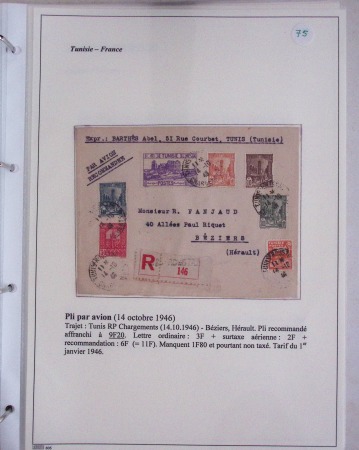 75
Tunisie – France
Expr.: BARTHÈS Abel, 51 Rue Courbet, TUNIS (Tunisie)
PAR AVION
RECOMMANDEE
POSTES
Monsieur R. FANJAUD
40 Allées Paul Riquet
BÉZIERS
(Hérault)
R
146
Pli par avion (14 octobre 1946)
Trajet : Tunis RP Chargements (14.10.1946) - Béziers, Hérault. Pli recommandé
affranchi à 9F20. Lettre ordinaire : 3F + surtaxe aérienne : 2F +
recommandation : 6F (= 11F). Manquent 1F80 et pourtant non taxé. Tarif du 1er
janvier 1946.